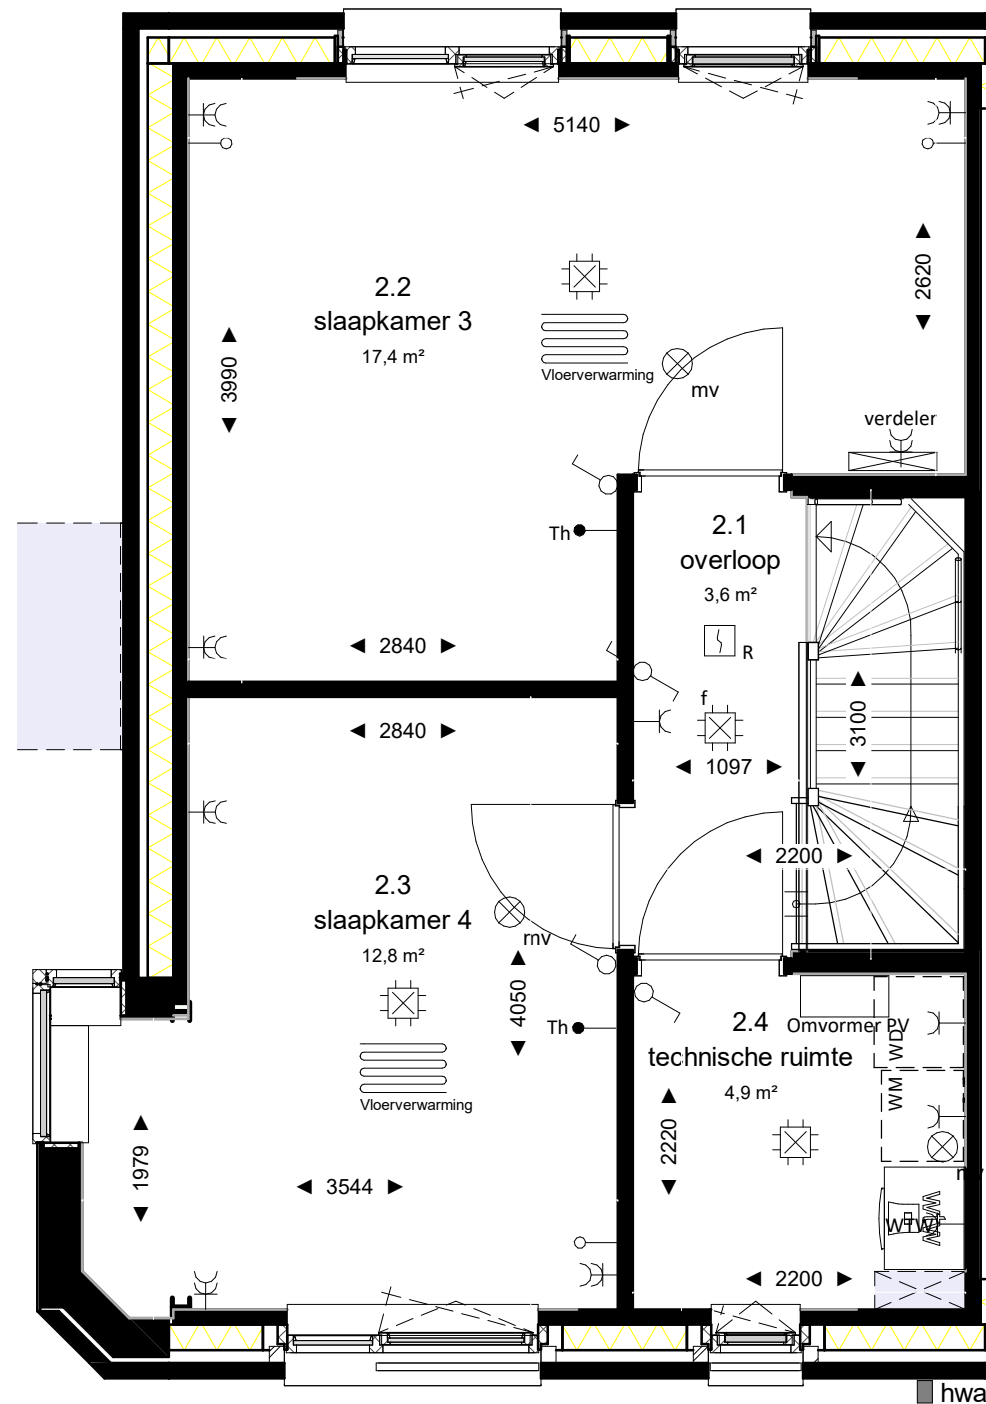 5140
2620
2.2
slaapkamer 3
17,4 m²
3990
Vloerverwarming
mv
verdeler
Th
2.1
overloop
3,6 m²
R
2840
f
3100
2840
1097
2200
2.3
slaapkamer 4
12,8 m²
mv
4050
Th
2.4
Omvormer PV
technische ruimte
4,9 m²
WD
WM
Vloerverwarming
1979
2220
3544
mv
WTW
WTW
2200
hwa